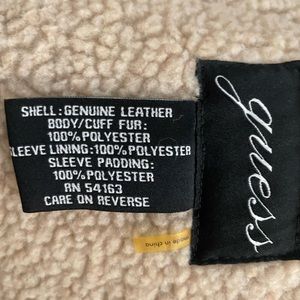 SHELL:GENUINE LEATHER
BODY/CUFF FUR:
100%POLYESTER
SLEEVE LINING:100%POLYESTER
SLEEVE PADDING:
100%POLYESTER
RN 54163
CARE ON REVERSE
made in china
guess